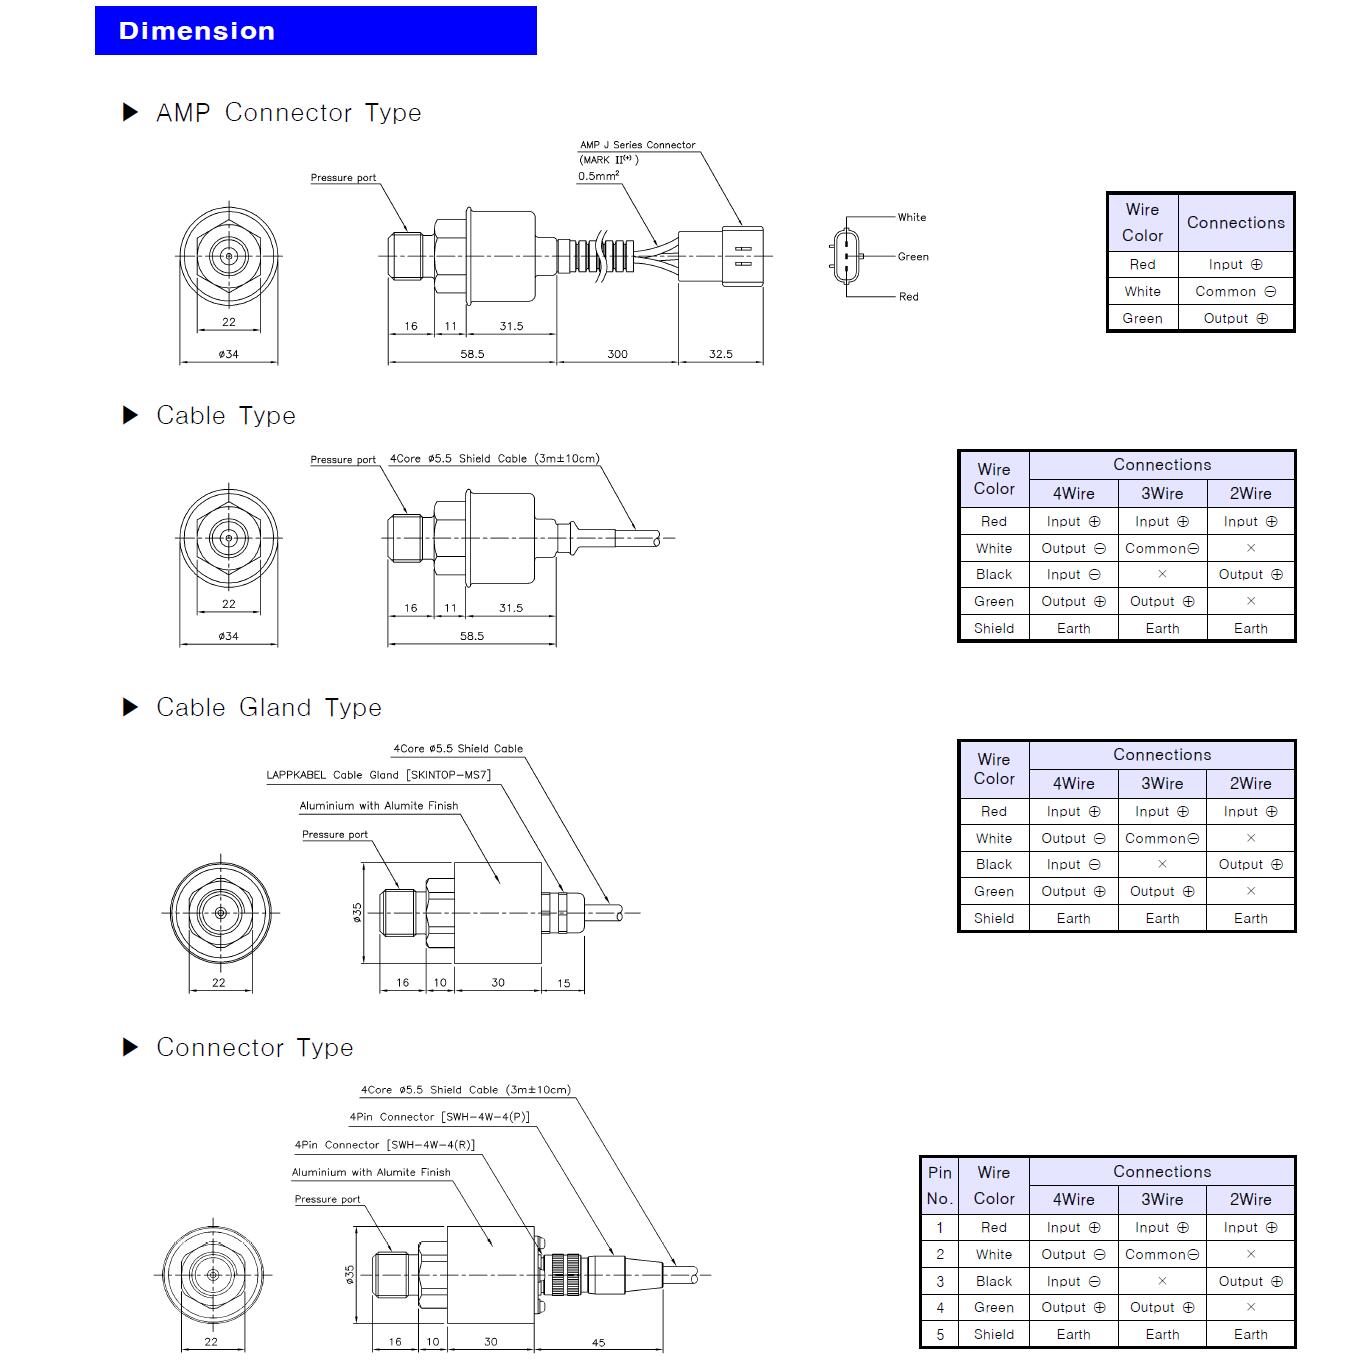 Dimension
▶ AMP Connector Type
AMP J Series Connector
(MARK II(+) )
Pressure port
0.5mm²
White
Green
Red
22
ø34
16 11 31.5
58.5 300 32.5
Wire Color Connections
Red Input ⊕
White Common ⊖
Green Output ⊕
▶ Cable Type
Pressure port
4Core ø5.5 Shield Cable (3m±10cm)
22
ø34
16 11 31.5
58.5
Wire Color Connections
4Wire 3Wire 2Wire
Red Input ⊕ Input ⊕ Input ⊕
White Output ⊖ Common⊖ ×
Black Input ⊖ × Output ⊕
Green Output ⊕ Output ⊕ ×
Shield Earth Earth Earth
▶ Cable Gland Type
4Core ø5.5 Shield Cable
LAPPKABEL Cable Gland [SKINTOP-MS7]
Aluminium with Alumite Finish
Pressure port
ø35
22
16 10 30 15
Wire Color Connections
4Wire 3Wire 2Wire
Red Input ⊕ Input ⊕ Input ⊕
White Output ⊖ Common⊖ ×
Black Input ⊖ × Output ⊕
Green Output ⊕ Output ⊕ ×
Shield Earth Earth Earth
▶ Connector Type
4Core ø5.5 Shield Cable (3m±10cm)
4Pin Connector [SWH-4W-4(P)]
4Pin Connector [SWH-4W-4(R)]
Aluminium with Alumite Finish
Pressure port
ø35
22
16 10 30 45
Pin No. Wire Color Connections
4Wire 3Wire 2Wire
1 Red Input ⊕ Input ⊕ Input ⊕
2 White Output ⊖ Common⊖ ×
3 Black Input ⊖ × Output ⊕
4 Green Output ⊕ Output ⊕ ×
5 Shield Earth Earth Earth